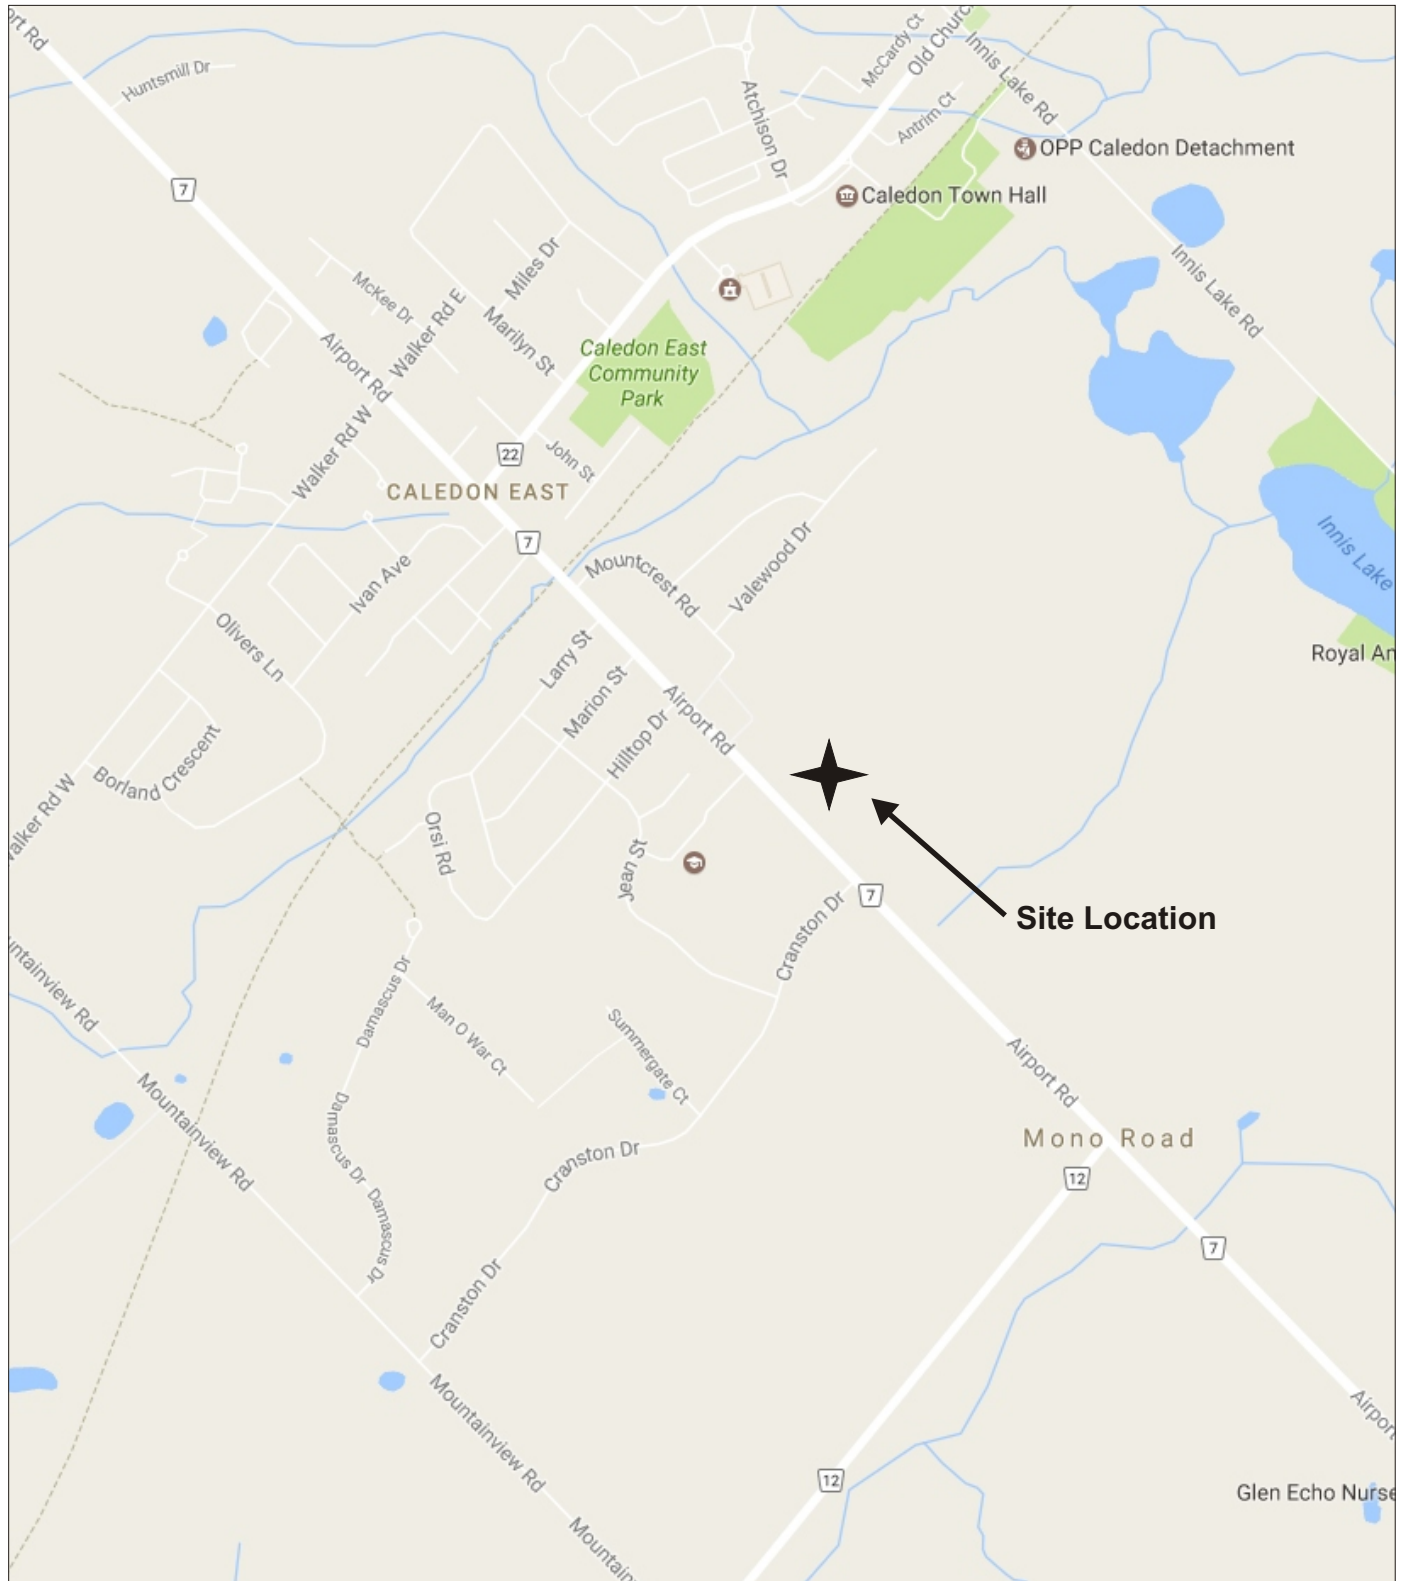 ort Rd
Huntsmill Dr
7
McCardy Ct
Old Churc
Innis Lake Rd
Atchison Dr
Antrim Ct
OPP Caledon Detachment
Caledon Town Hall
Innis Lake Rd
McKee Dr
Miles Dr
Walker Rd E
Marilyn St
Airport Rd
Caledon East
Community
Park
Walker Rd W
22
John St
CALEDON EAST
7
Innis Lake
Mountcrest Rd
Valewood Dr
Ivan Ave
Olivers Ln
Larry St
Marion St
Hilltop Dr
Airport Rd
Royal An
Borland Crescent
alker Rd W
Orsi Rd
Jean St
7
Site Location
Cranston Dr
untainview Rd
Damascus Dr
Man O War Ct
Summergate Ct
Airport Rd
Mountainview Rd
Damascus Dr
Damascus Dr
Cranston Dr
Mono Road
12
7
Cranston Dr
Mountainview Rd
Airport
12
Glen Echo Nurse
Mountain